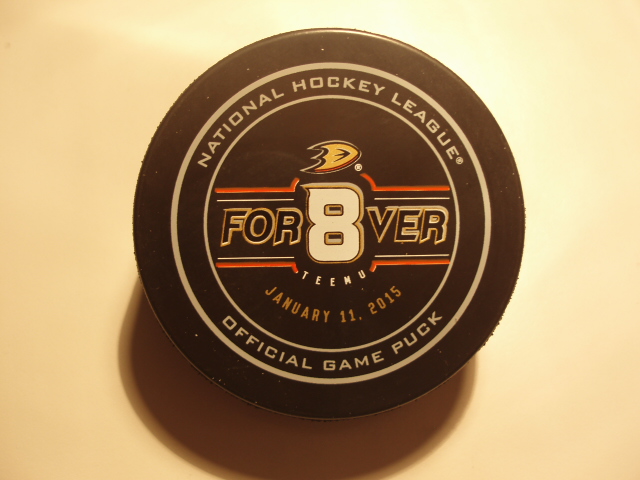 NATIONAL HOCKEY LEAGUE®
®
FOR8VER
TEEMU
JANUARY 11, 2015
OFFICIAL GAME PUCK